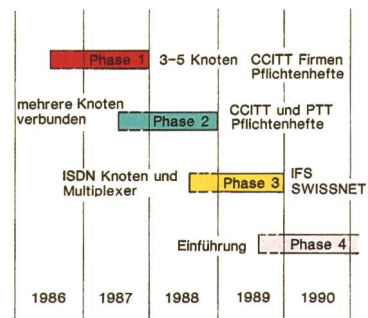 Phase 1 3–5 Knoten CCITT Firmen
Pflichtenhefte
mehrere Knoten
verbunden
Phase 2 CCITT und PTT
Pflichtenhefte
ISDN Knoten und
Multiplexer
Phase 3 IFS
SWISSNET
Einführung Phase 4
1986 1987 1988 1989 1990